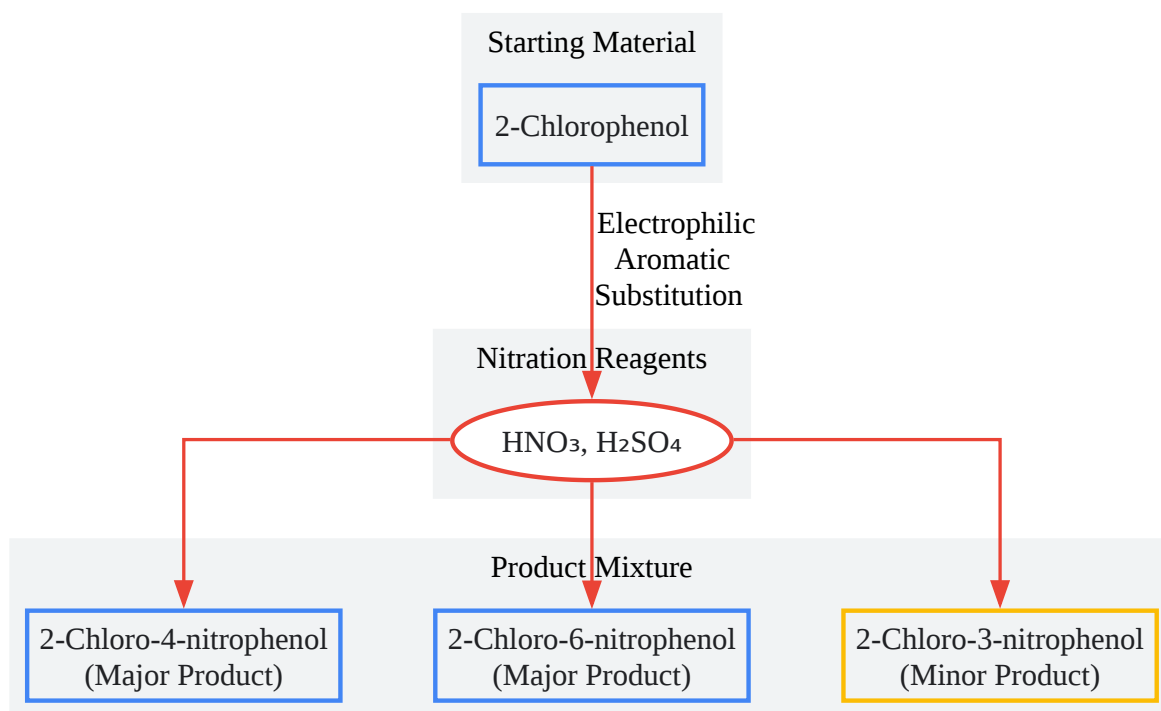 Starting Material
2-Chlorophenol
Electrophilic
Aromatic
Substitution
Nitration Reagents
HNO₃, H₂SO₄
Product Mixture
2-Chloro-4-nitrophenol
(Major Product)
2-Chloro-6-nitrophenol
(Major Product)
2-Chloro-3-nitrophenol
(Minor Product)